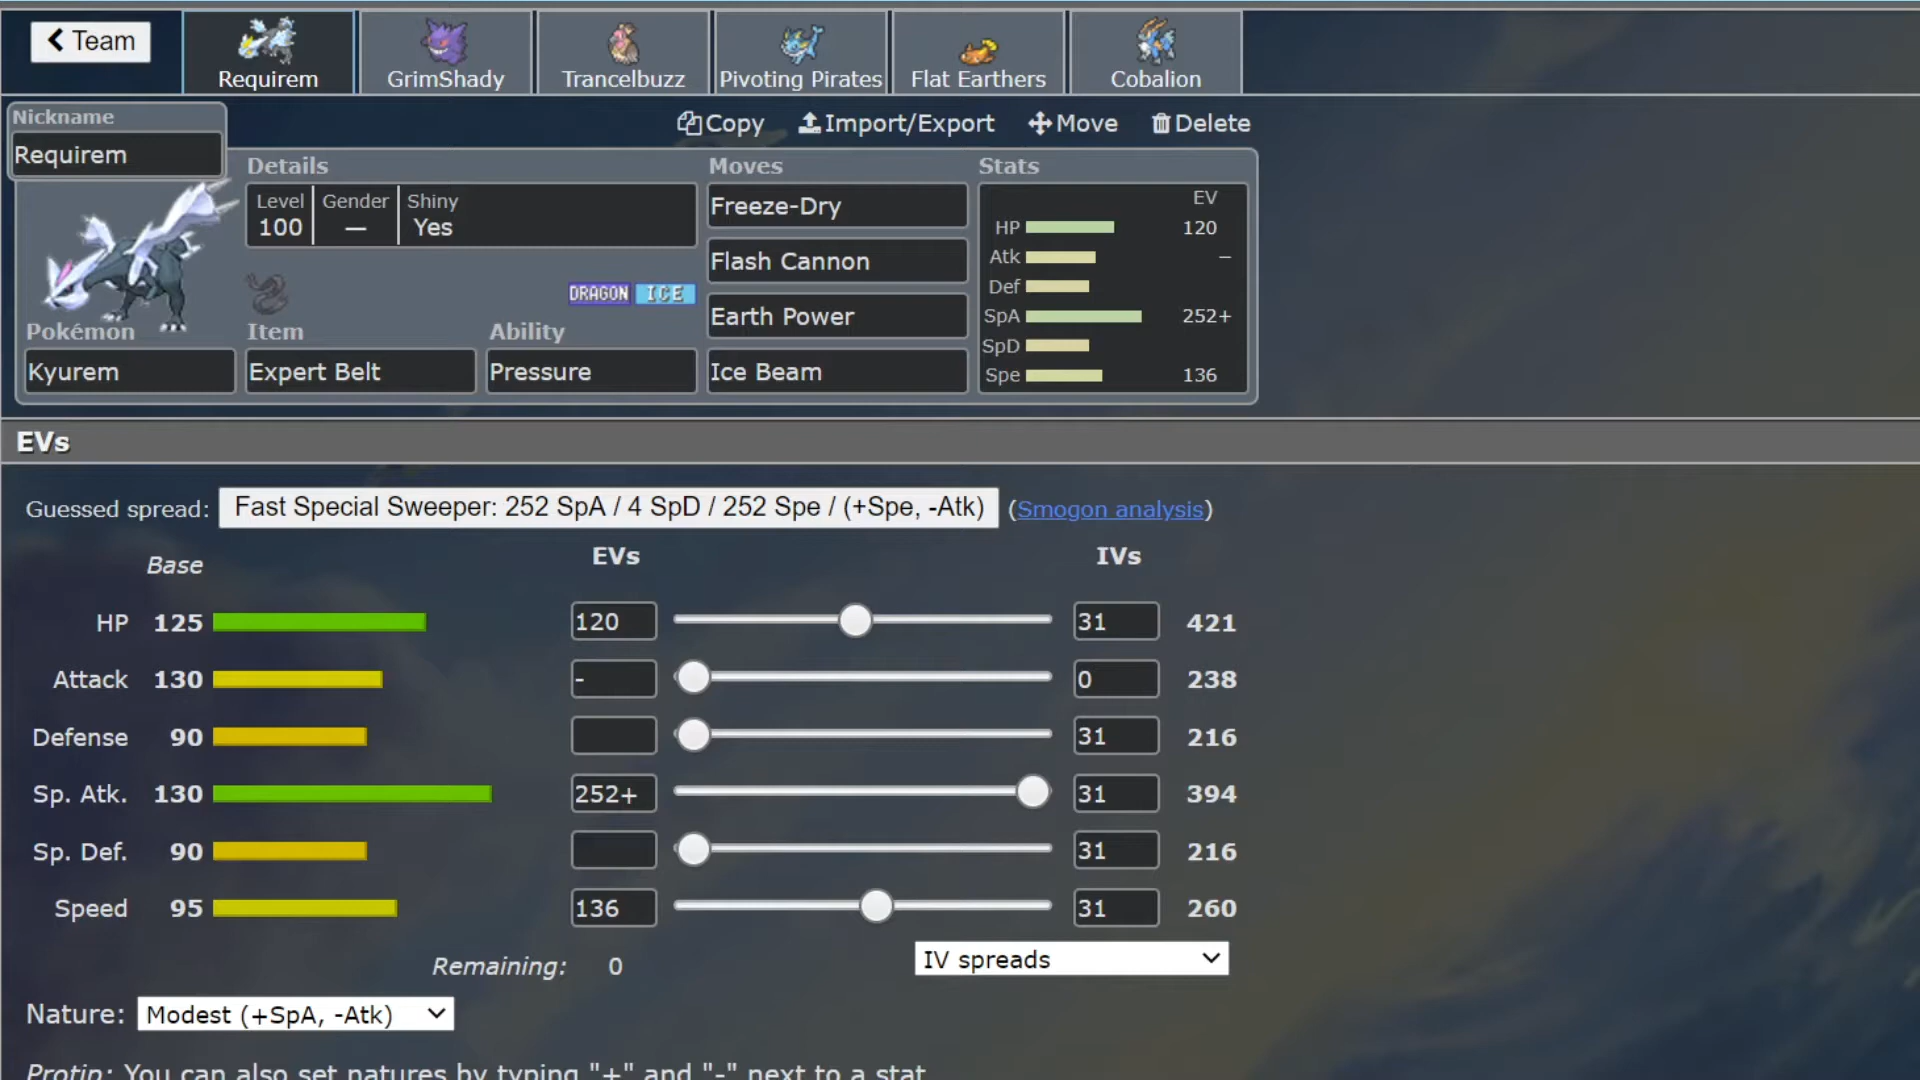 Team
Requirem
GrimShady
Trancelbuzz
Pivoting Pirates
Flat Earthers
Cobalion
Nickname
Requirem
Copy
Import/Export
Move
Delete
Details
Level
100
Gender
—
Shiny
Yes
DRAGON ICE
Pokémon
Kyurem
Item
Expert Belt
Ability
Pressure
Moves
Freeze-Dry
Flash Cannon
Earth Power
Ice Beam
Stats
EV
HP 120
Atk –
Def
SpA 252+
SpD
Spe 136
EVs
Guessed spread: Fast Special Sweeper: 252 SpA / 4 SpD / 252 Spe / (+Spe, -Atk) (Smogon analysis)
Base EVs IVs
HP 125 120 31 421
Attack 130 - 0 238
Defense 90 31 216
Sp. Atk. 130 252+ 31 394
Sp. Def. 90 31 216
Speed 95 136 31 260
Remaining: 0 IV spreads
Nature: Modest (+SpA, -Atk)
Protip: You can also set natures by typing "+" and "-" next to a stat.